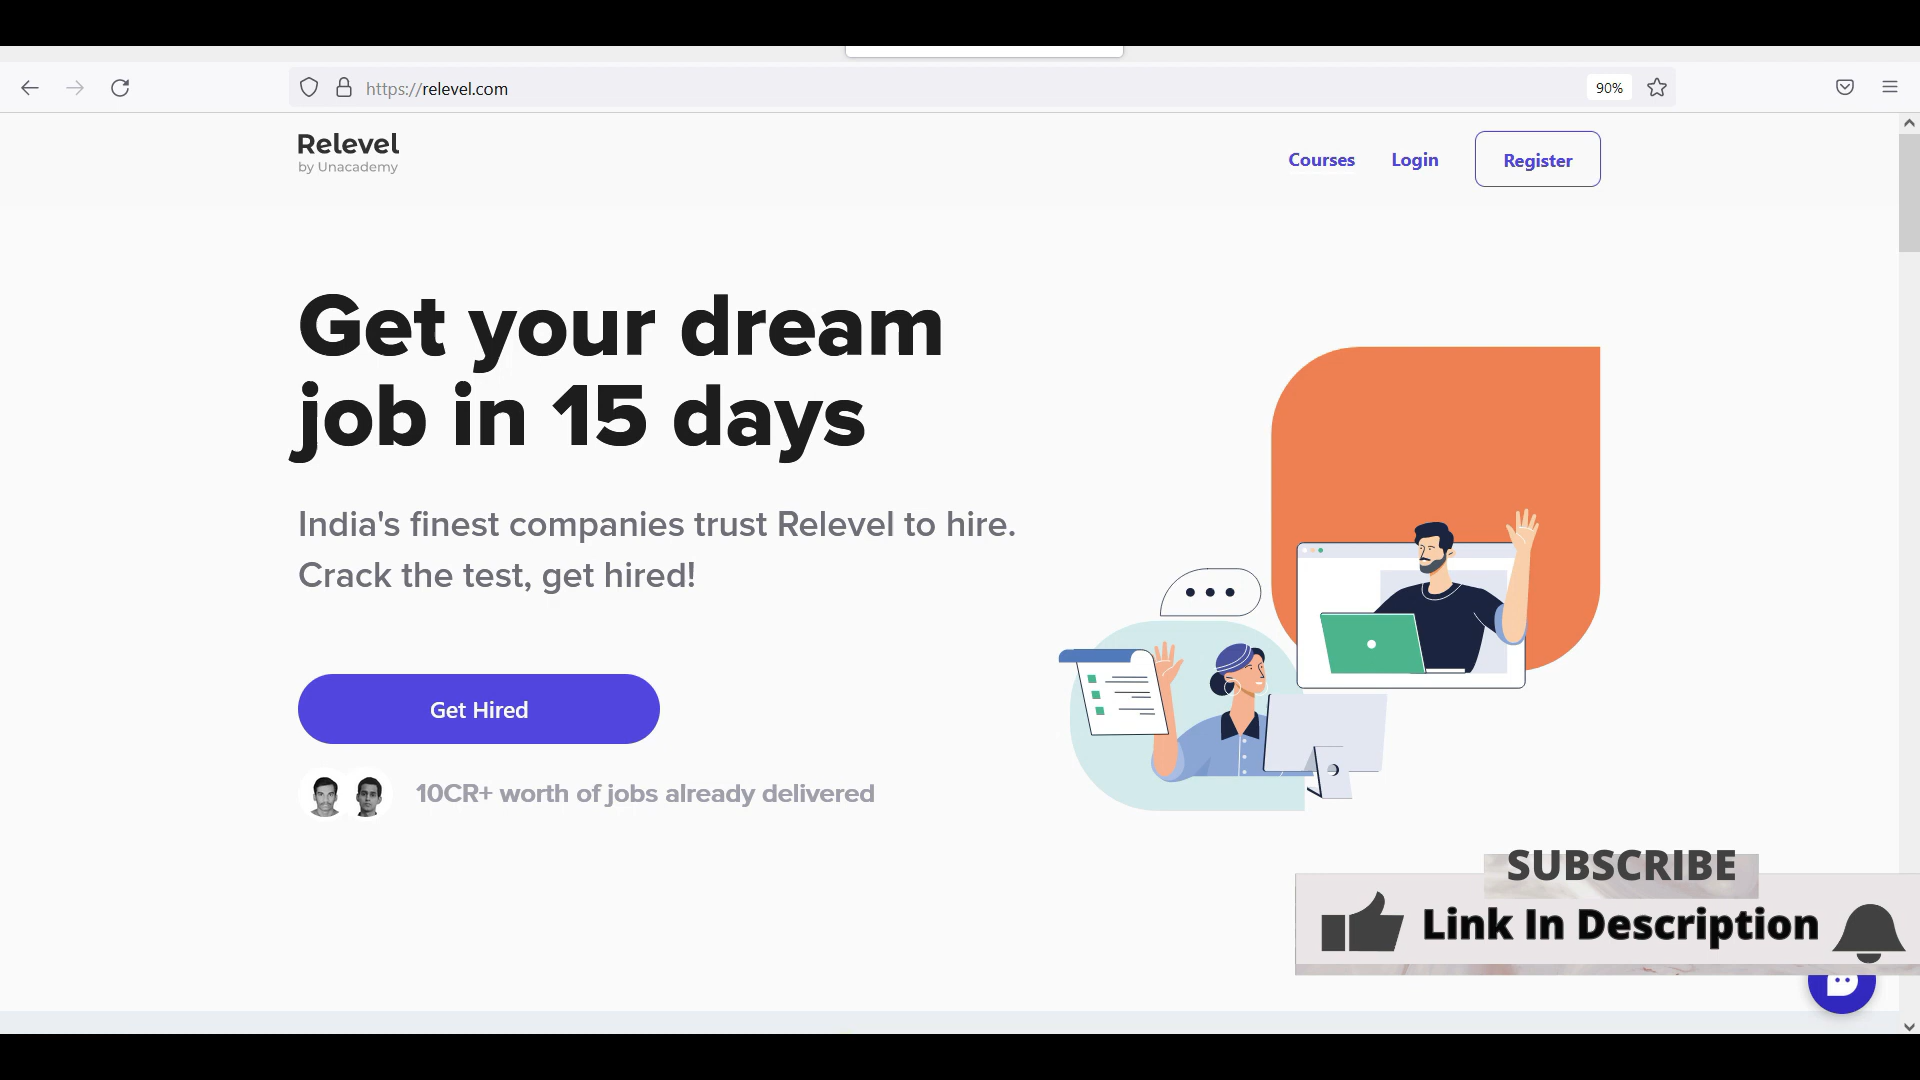 https://relevel.com
90%
Relevel
by Unacademy
Courses
Login
Register
Get your dream
job in 15 days
India's finest companies trust Relevel to hire.
Crack the test, get hired!
Get Hired
10CR+ worth of jobs already delivered
SUBSCRIBE
Link In Description